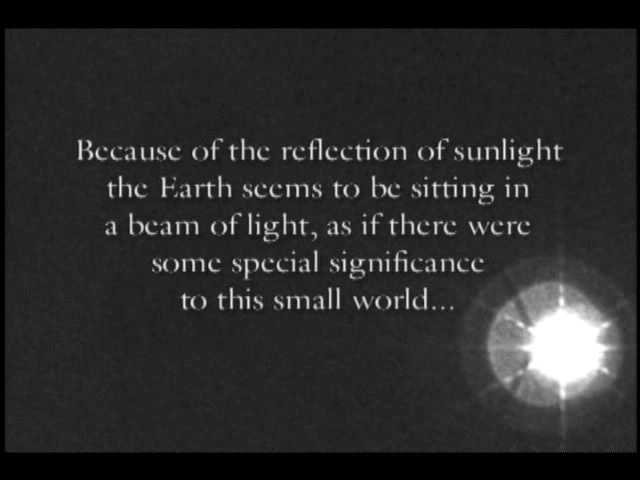 Because of the reflection of sunlight
the Earth seems to be sitting in
a beam of light, as if there were
some special significance
to this small world...